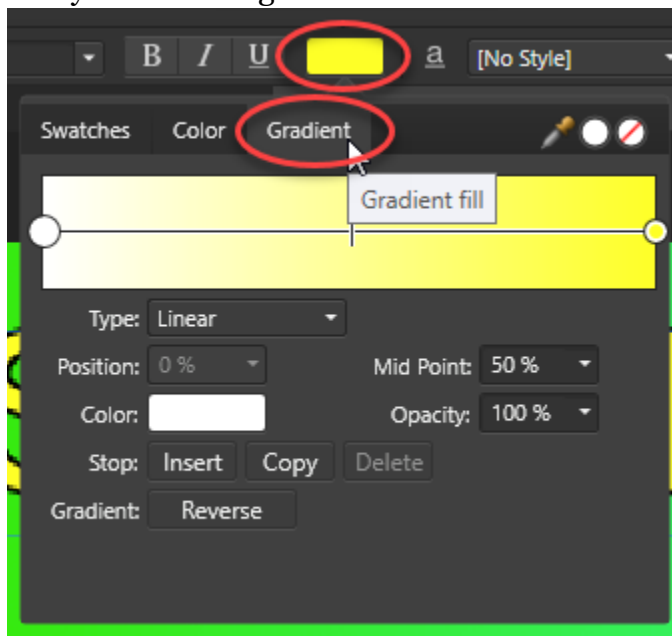 B I U a [No Style]
Swatches Color Gradient
Gradient fill
Type: Linear
Position: 0 % Mid Point: 50 %
Color: Opacity: 100 %
Stop: Insert Copy Delete
Gradient: Reverse